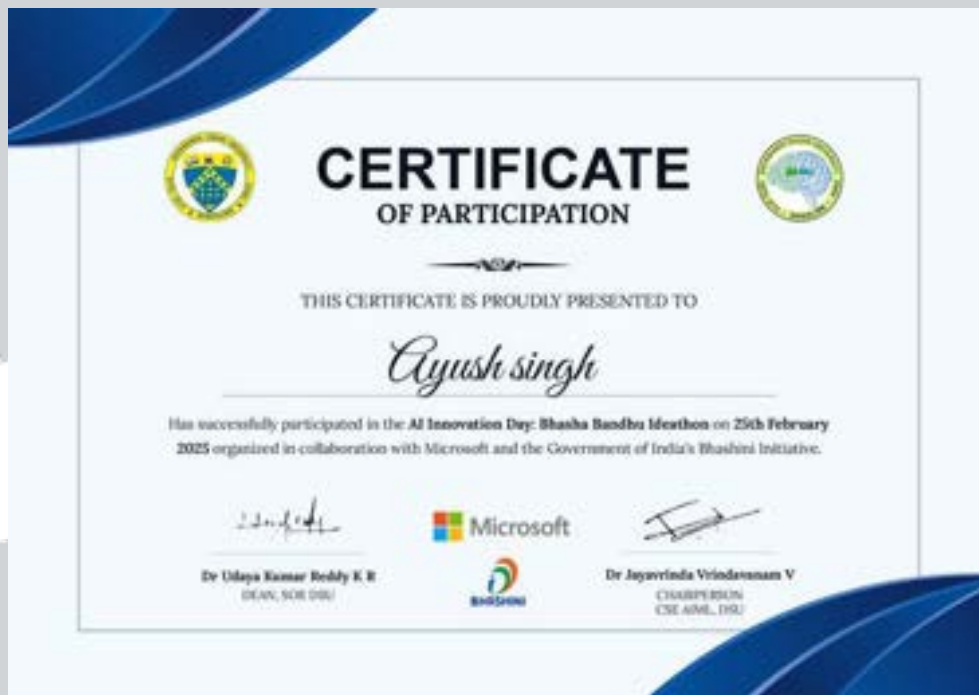 CERTIFICATE
OF PARTICIPATION
THIS CERTIFICATE IS PROUDLY PRESENTED TO
Ayush singh
Has successfully participated in the AI Innovation Day: Bhasha Bandhu Ideathon on 25th February
2025 organized in collaboration with Microsoft and the Government of India's Bhashini Initiative.
Microsoft
BHASHINI
Dr Udaya Kumar Reddy K R
DEAN, SOE DSU
Dr Jayavrinda Vrindavanam V
CHAIRPERSON
CSE AIML, DSU